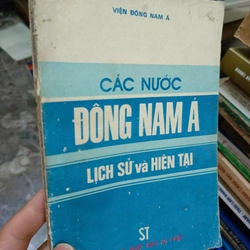 VIỆN ĐÔNG NAM Á
CÁC NƯỚC
ĐÔNG NAM Á
LỊCH SỬ và HIỆN TẠI
ST